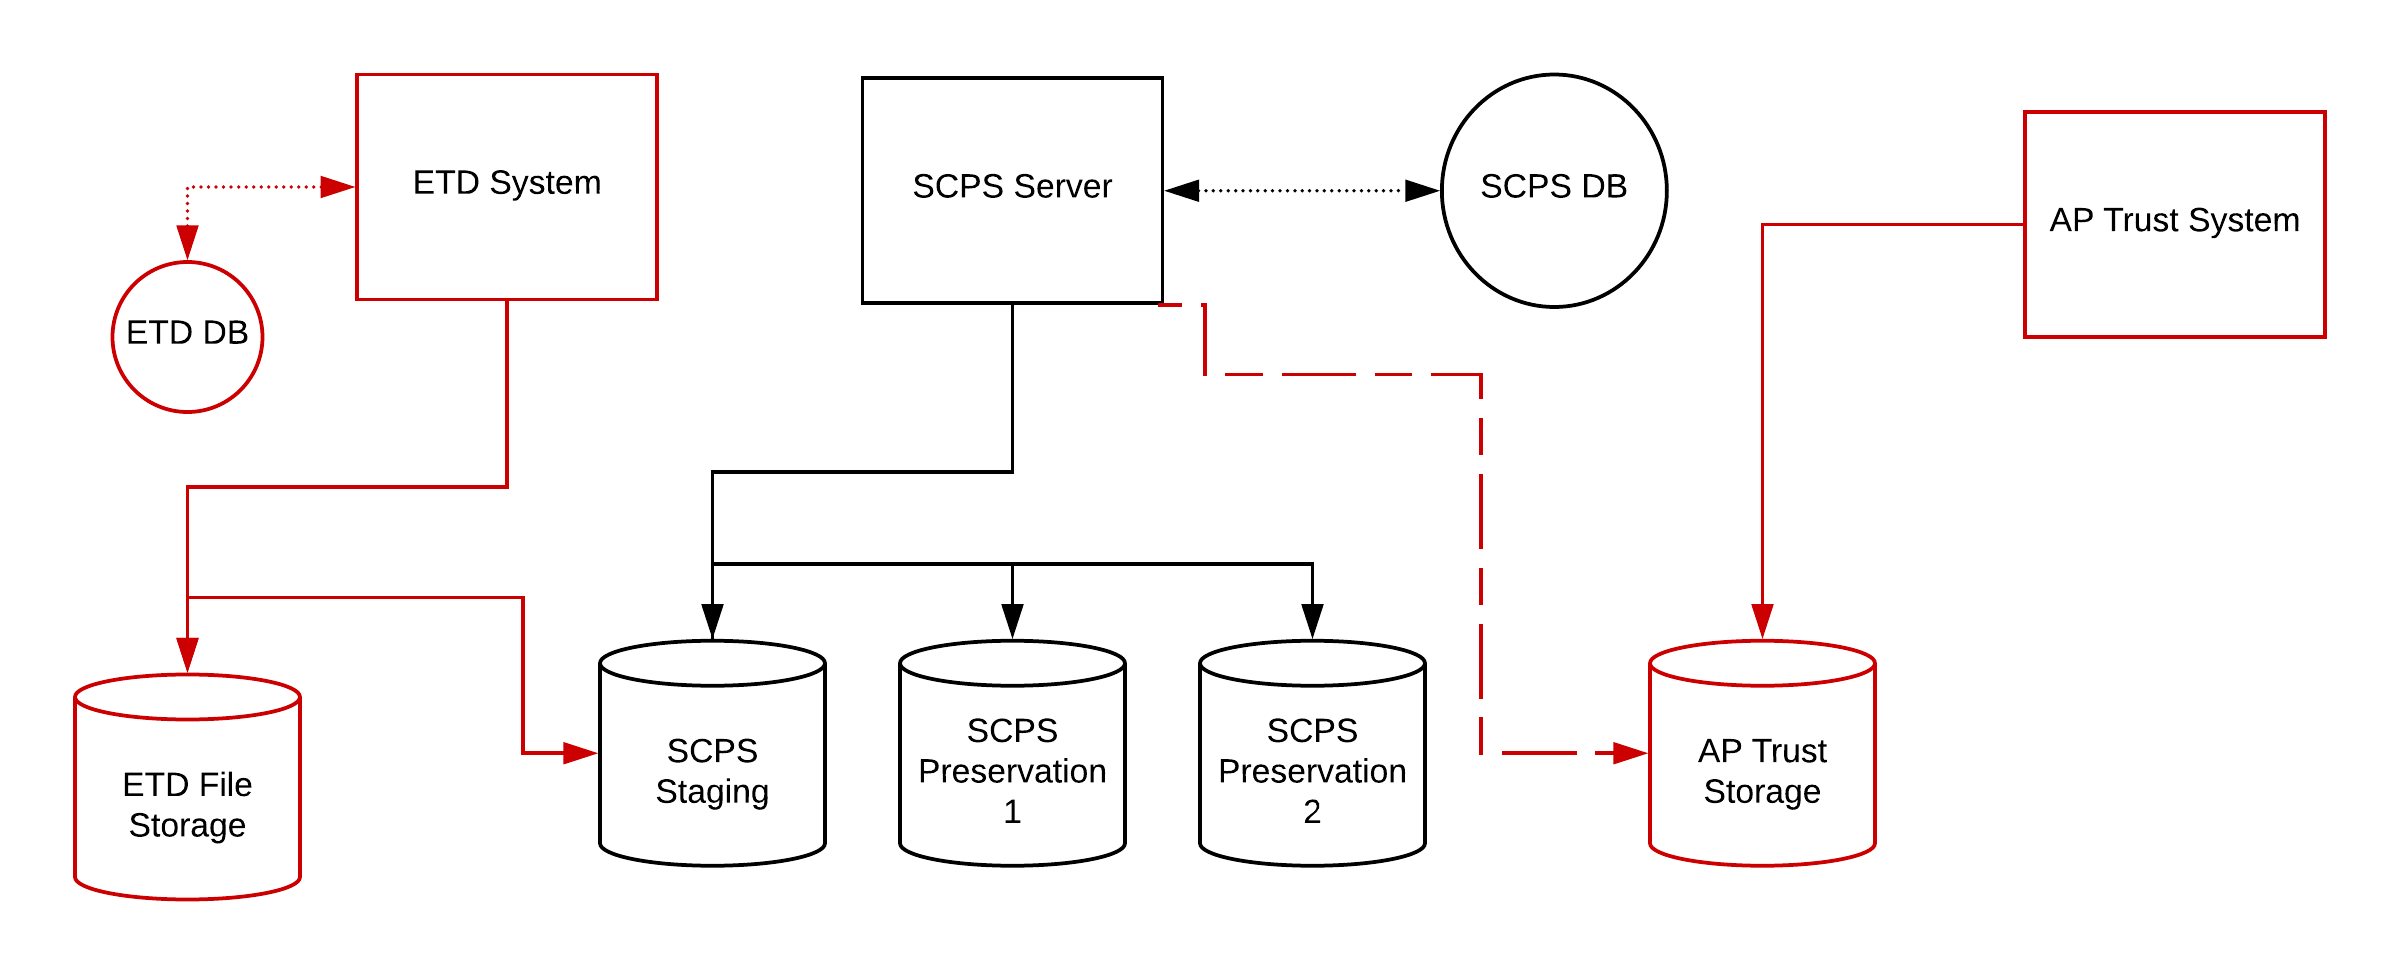 ETD System
SCPS Server
SCPS DB
AP Trust System
ETD DB
SCPS
Staging
SCPS
Preservation
1
SCPS
Preservation
2
AP Trust
Storage
ETD File
Storage